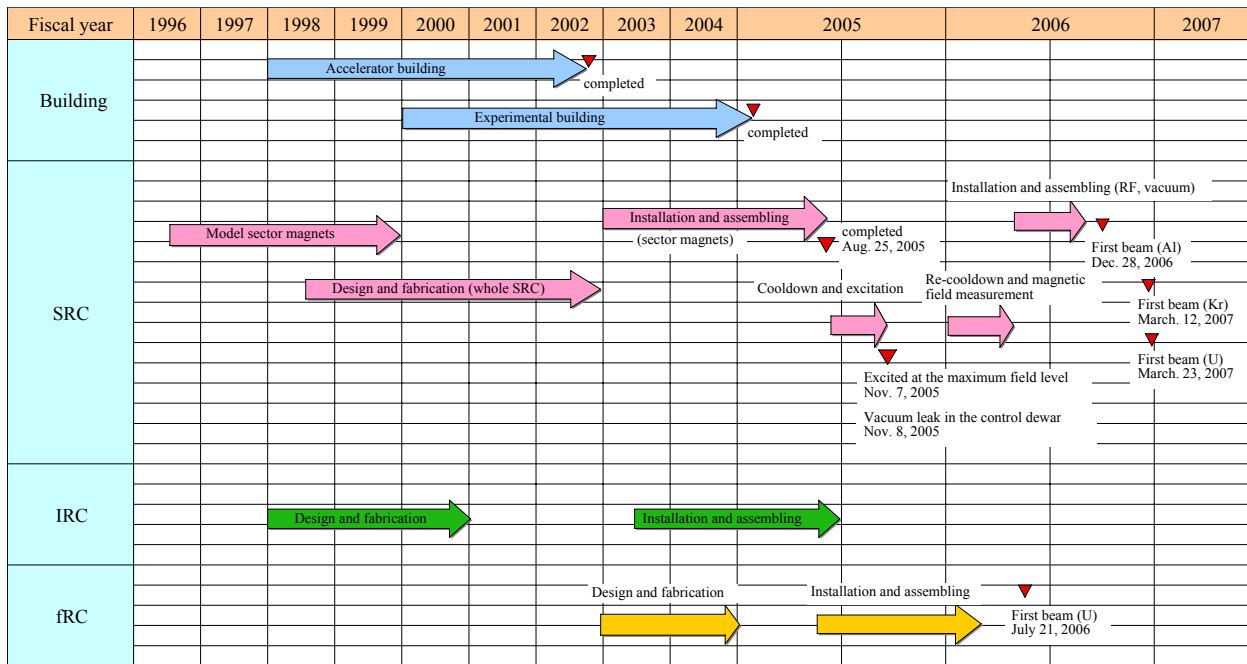 Fiscal year 1996 1997 1998 1999 2000 2001 2002 2003 2004 2005 2006 2007
Building
Accelerator building
completed
Experimental building
completed
SRC
Installation and assembling (RF, vacuum)
Model sector magnets
Installation and assembling
(sector magnets)
completed
Aug. 25, 2005
First beam (Al)
Dec. 28, 2006
Design and fabrication (whole SRC)
Cooldown and excitation
Re-cooldown and magnetic
field measurement
First beam (Kr)
March. 12, 2007
First beam (U)
March. 23, 2007
Excited at the maximum field level
Nov. 7, 2005
Vacuum leak in the control dewar
Nov. 8, 2005
IRC
Design and fabrication
Installation and assembling
fRC
Design and fabrication
Installation and assembling
First beam (U)
July 21, 2006